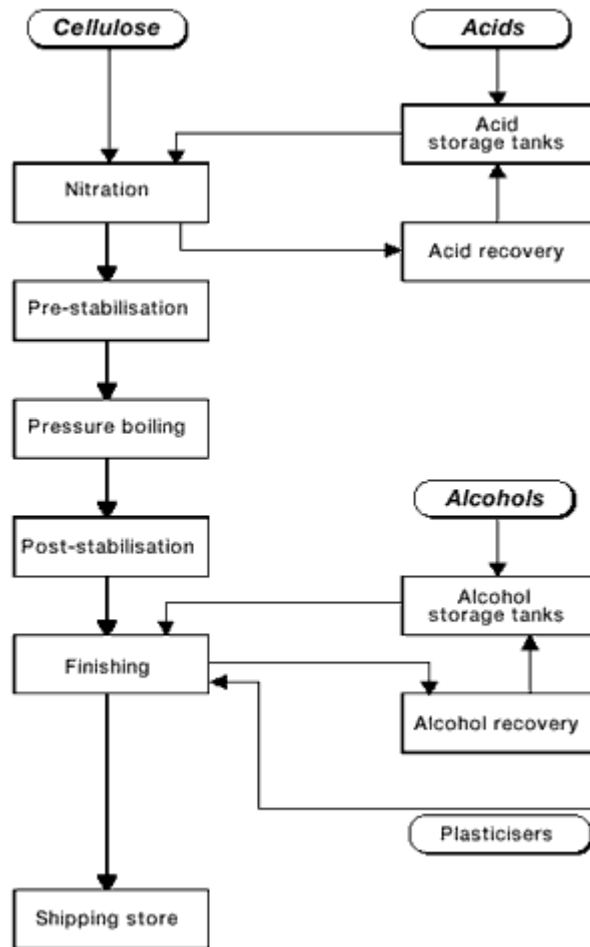 Cellulose
Acids
Acid
storage tanks
Nitration
Acid recovery
Pre-stabilisation
Pressure boiling
Alcohols
Post-stabilisation
Alcohol
storage tanks
Finishing
Alcohol recovery
Plasticisers
Shipping store